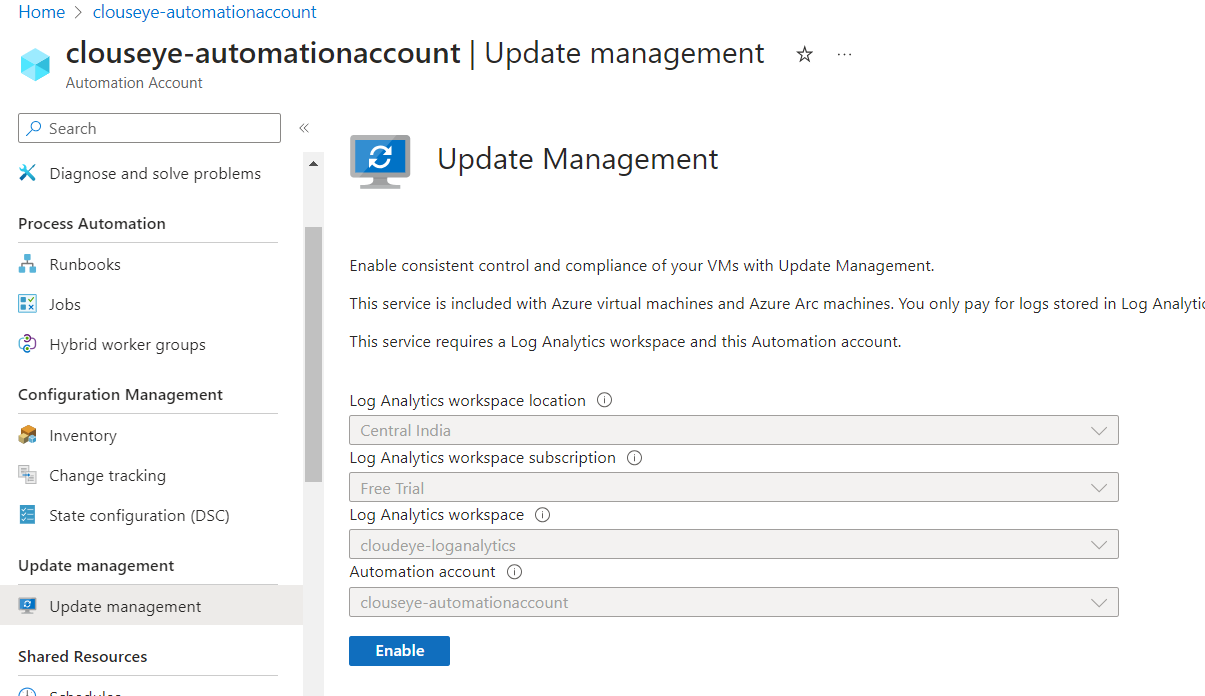 Home > clouseye-automationaccount
clouseye-automationaccount | Update management
Automation Account
Search
Diagnose and solve problems
Process Automation
Runbooks
Jobs
Hybrid worker groups
Configuration Management
Inventory
Change tracking
State configuration (DSC)
Update management
Update management
Shared Resources
Schedules
Update Management
Enable consistent control and compliance of your VMs with Update Management.
This service is included with Azure virtual machines and Azure Arc machines. You only pay for logs stored in Log Analytic
This service requires a Log Analytics workspace and this Automation account.
Log Analytics workspace location
Central India
Log Analytics workspace subscription
Free Trial
Log Analytics workspace
cloudeye-loganalytics
Automation account
clouseye-automationaccount
Enable